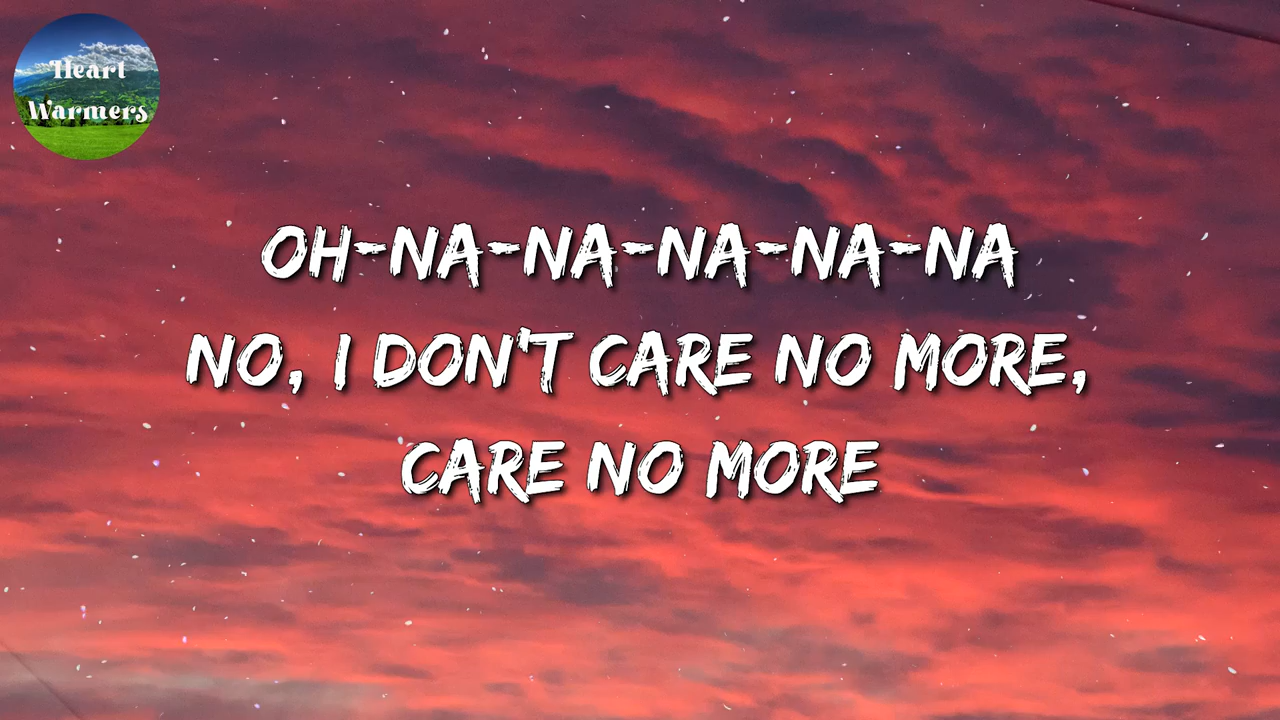 Heart
Warmers
OH-NA-NA-NA-NA-NA
NO, I DON'T CARE NO MORE,
CARE NO MORE